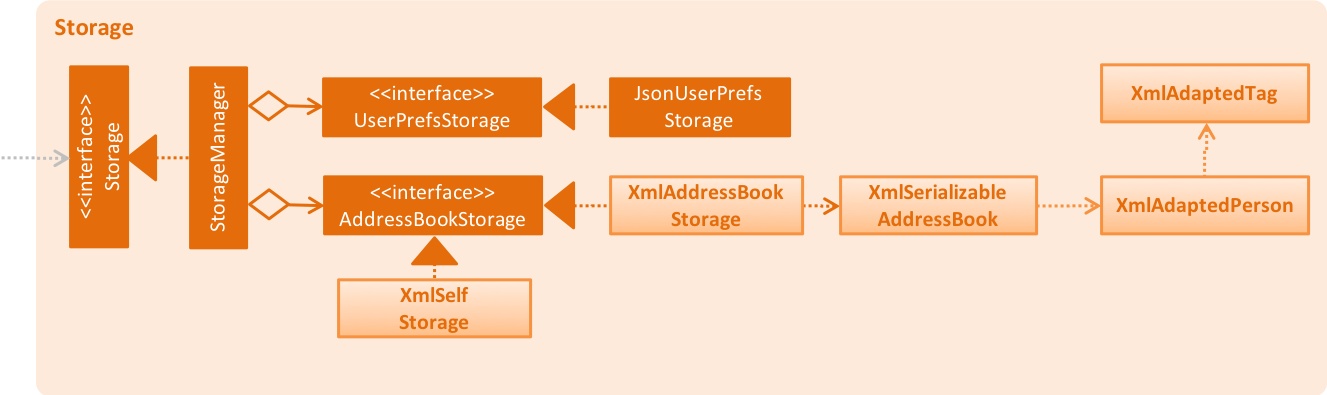 Storage
<<interface>>
Storage
StorageManager
<<interface>>
UserPrefsStorage
JsonUserPrefs
Storage
XmlAdaptedTag
<<interface>>
AddressBookStorage
XmlAddressBook
Storage
XmlSerializable
AddressBook
XmlAdaptedPerson
XmlSelf
Storage